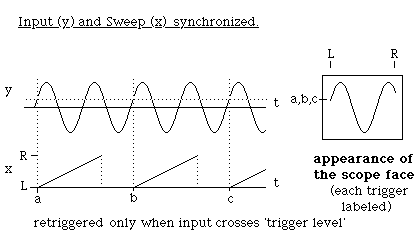 Input (y) and Sweep (x) synchronized.
L R
y
t
a,b,c
x
R
L
a b c t
appearance of
the scope face
(each trigger
labeled)
retriggered only when input crosses 'trigger level'